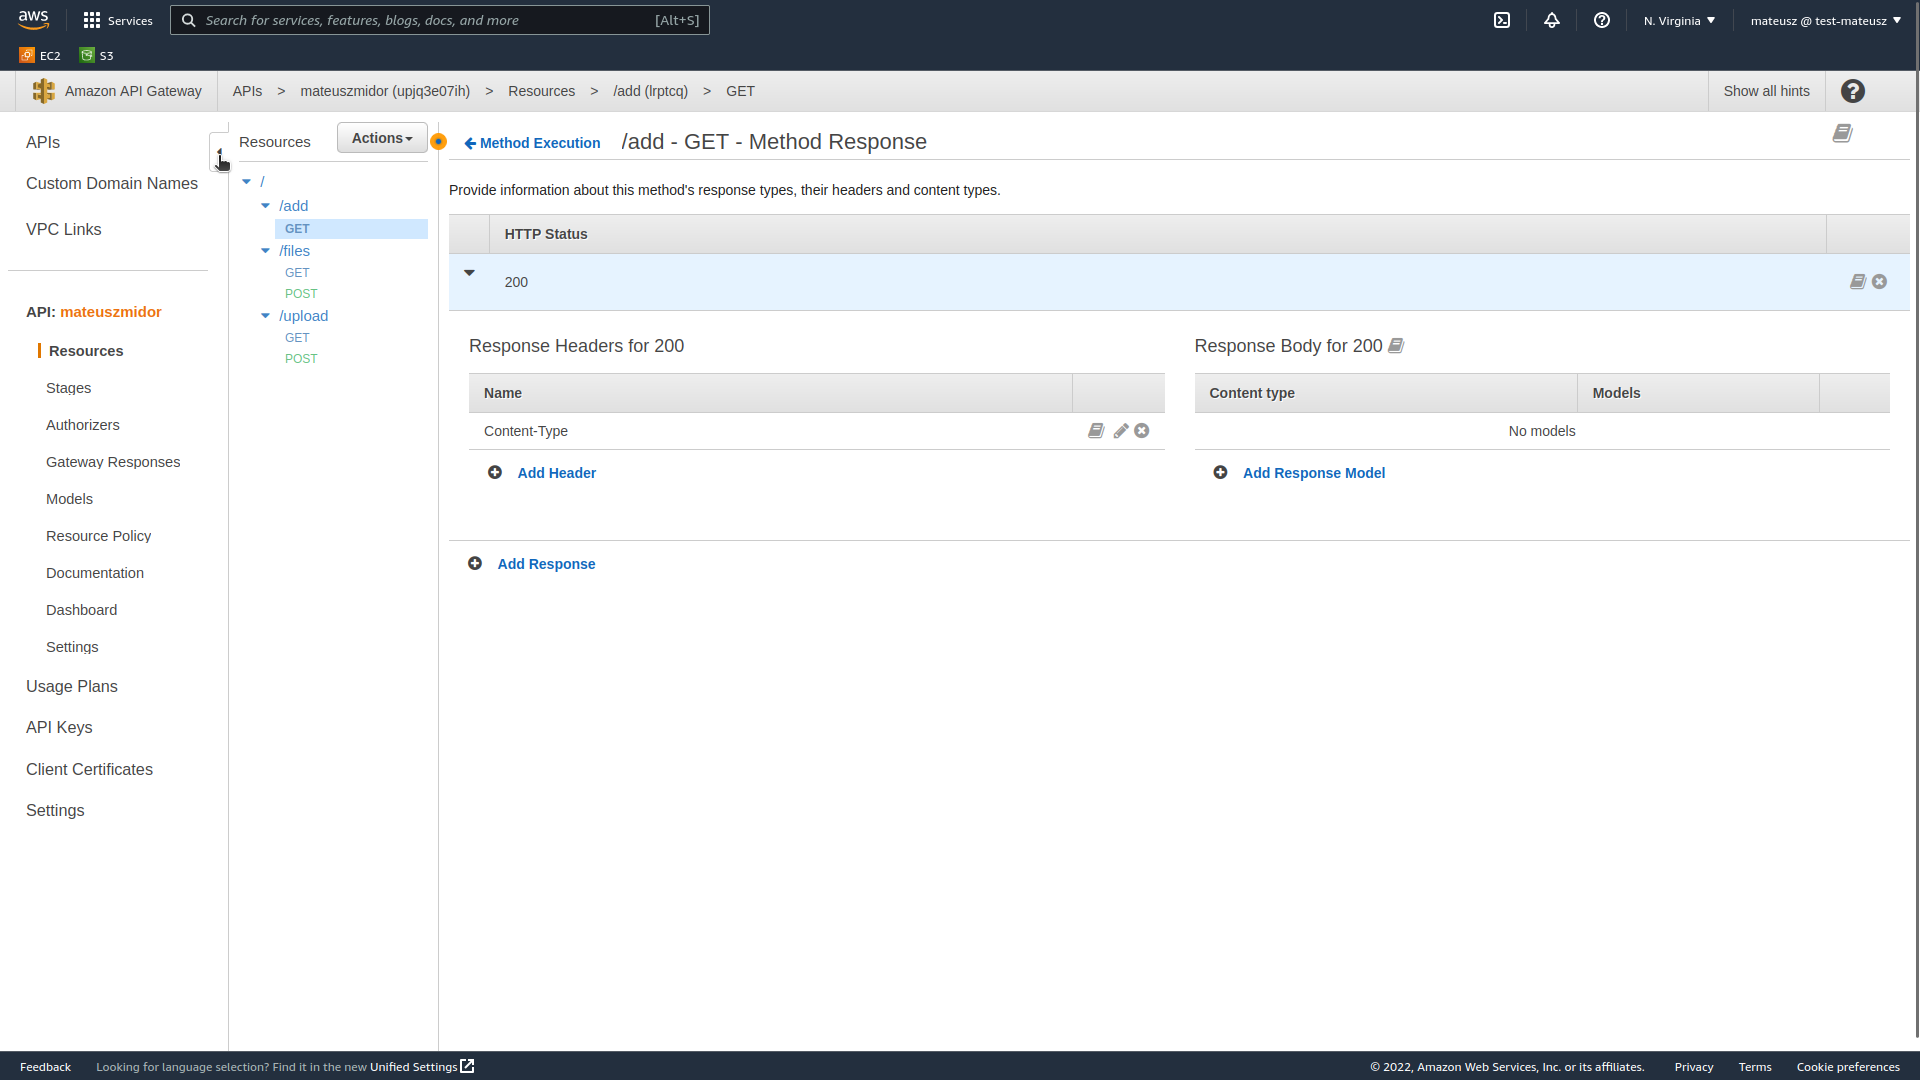 aws
Services
Search for services, features, blogs, docs, and more
[Alt+S]
N. Virginia
mateusz @ test-mateusz
EC2
S3
Amazon API Gateway
APIs > mateuszmidor (upjq3e07ih) > Resources > /add (lrptcq) > GET
Show all hints
APIs
Custom Domain Names
VPC Links
API: mateuszmidor
Resources
Stages
Authorizers
Gateway Responses
Models
Resource Policy
Documentation
Dashboard
Settings
Usage Plans
API Keys
Client Certificates
Settings
Resources
Actions
/
/add
GET
/files
GET
POST
/upload
GET
POST
Method Execution
/add - GET - Method Response
Provide information about this method's response types, their headers and content types.
HTTP Status
200
Response Headers for 200
Name
Content-Type
Add Header
Response Body for 200
Content type
Models
No models
Add Response Model
Add Response
Feedback
Looking for language selection? Find it in the new Unified Settings
© 2022, Amazon Web Services, Inc. or its affiliates.
Privacy
Terms
Cookie preferences